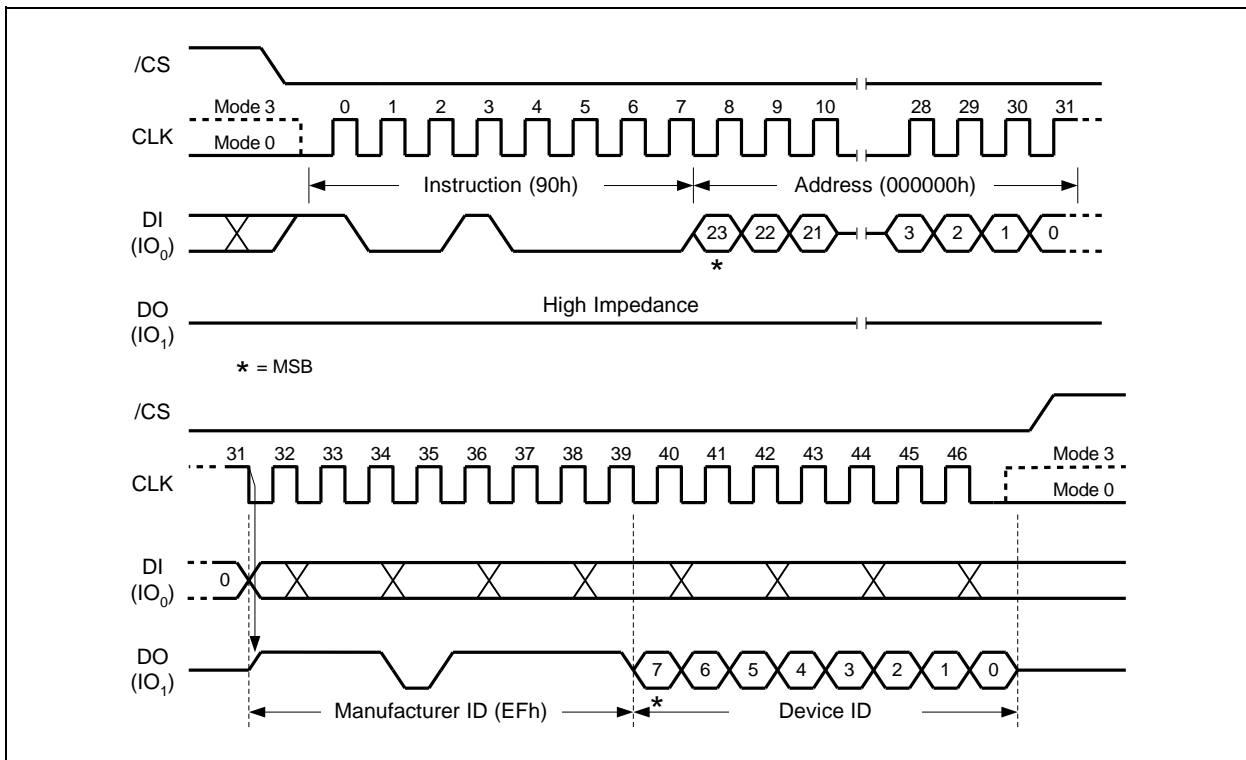 /CS
Mode 3 0 1 2 3 4 5 6 7 8 9 10 28 29 30 31
CLK
Mode 0
Instruction (90h) Address (000000h)
DI
(IO0)
23 22 21 3 2 1 0
*
High Impedance
DO
(IO1)
* = MSB
/CS
31 32 33 34 35 36 37 38 39 40 41 42 43 44 45 46 Mode 3
CLK
Mode 0
DI
(IO0)
0
DO
(IO1)
7 6 5 4 3 2 1 0
*
Manufacturer ID (EFh) Device ID